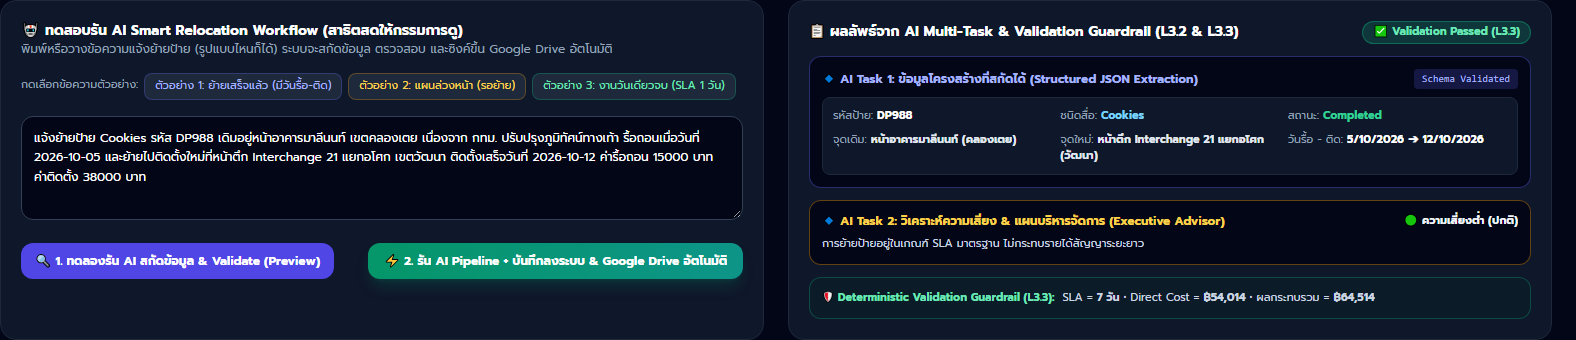 ทดสอบรัน AI Smart Relocation Workflow (สาธิตสดให้กรรมการดู)
พิมพ์หรือวางข้อความแจ้งย้ายป้าย (รูปแบบไหนก็ได้) ระบบจะสกัดข้อมูล ตรวจสอบ และซิงค์ขึ้น Google Drive อัตโนมัติ
กดเลือกข้อความตัวอย่าง:
ตัวอย่าง 1: ย้ายเสร็จแล้ว (มีวันรื้อ-ติด)
ตัวอย่าง 2: แผนล่วงหน้า (รอย้าย)
ตัวอย่าง 3: งานวันเดียวจบ (SLA 1 วัน)
แจ้งย้ายป้าย Cookies รหัส DP988 เดิมอยู่หน้าอาคารมาลีนนท์ เขตคลองเตย เนื่องจาก กทม. ปรับปรุงภูมิทัศน์ทางเท้า รื้อถอนเมื่อวันที่
2026-10-05 และย้ายไปติดตั้งใหม่ที่หน้าตึก Interchange 21 แยกอโศก เขตวัฒนา ติดตั้งเสร็จวันที่ 2026-10-12 ค่ารื้อถอน 15000 บาท
ค่าติดตั้ง 38000 บาท
1. ทดลองรัน AI สกัดข้อมูล & Validate (Preview)
2. รัน AI Pipeline + บันทึกลงระบบ & Google Drive อัตโนมัติ
ผลลัพธ์จาก AI Multi-Task & Validation Guardrail (L3.2 & L3.3)
Validation Passed (L3.3)
AI Task 1: ข้อมูลโครงสร้างที่สกัดได้ (Structured JSON Extraction)
Schema Validated
รหัสป้าย: DP988
ชนิดสื่อ: Cookies
สถานะ: Completed
จุดเดิม: หน้าอาคารมาลีนนท์ (คลองเตย)
จุดใหม่: หน้าตึก Interchange 21 แยกอโศก
(วัฒนา)
วันรื้อ - ติด: 5/10/2026 ➔ 12/10/2026
AI Task 2: วิเคราะห์ความเสี่ยง & แผนบริหารจัดการ (Executive Advisor)
ความเสี่ยงต่ำ (ปกติ)
การย้ายป้ายอยู่ในเกณฑ์ SLA มาตรฐาน ไม่กระทบรายได้สัญญาระยะยาว
Deterministic Validation Guardrail (L3.3): SLA = 7 วัน · Direct Cost = ฿54,014 · ผลกระทบรวม = ฿64,514